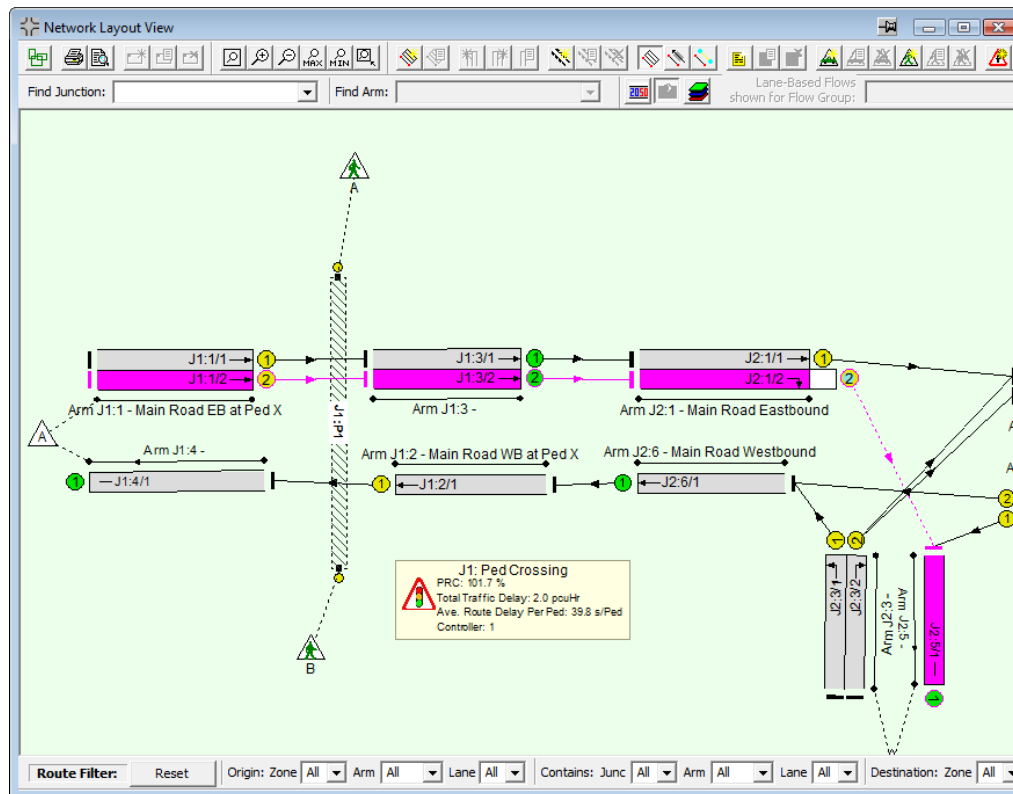 Network Layout View
MAX MIN
Find Junction: Find Arm: 2050 Lane-Based Flows
shown for Flow Group:
A
J1:1/1 1 J1:3/1 1 J2:1/1 1
J1:1/2 2 J1:3/2 2 J2:1/2 2
J1:P1
Arm J1:1 - Main Road EB at Ped X Arm J1:3 - Arm J2:1 - Main Road Eastbound
A
Arm J1:4 - Arm J1:2 - Main Road WB at Ped X Arm J2:6 - Main Road Westbound
1 J1:4/1 1 J1:2/1 1 J2:6/1
2
1
1 2
J2:3/1 J2:3/2 Arm J2:3 - Arm J2:5 - J2:5/1
1
J1: Ped Crossing
PRC: 101.7 %
Total Traffic Delay: 2.0 pcuHr
Ave. Route Delay Per Ped: 39.8 s/Ped
Controller: 1
B
Route Filter: Reset Origin: Zone All Arm All Lane All Contains: Junc All Arm All Lane All Destination: Zone All